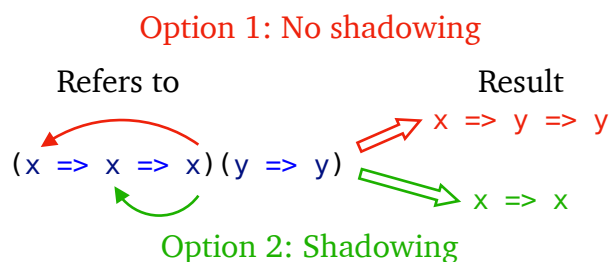 Option 1: No shadowing
Refers to
Result
x => y => y
(x => x => x)(y => y)
x => x
Option 2: Shadowing